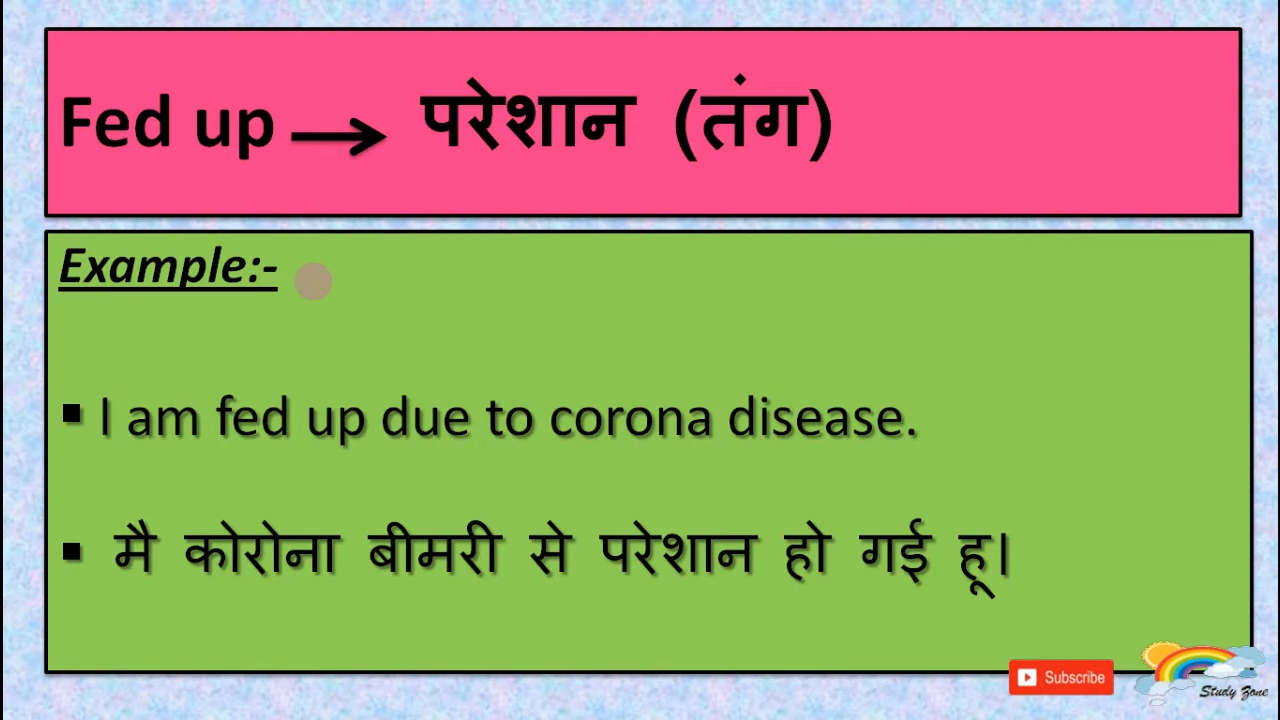 Fed up → परेशान (तंग)
Example:-
▪ I am fed up due to corona disease.
▪ मै कोरोना बीमरी से परेशान हो गई हू।
Subscribe
Study Zone